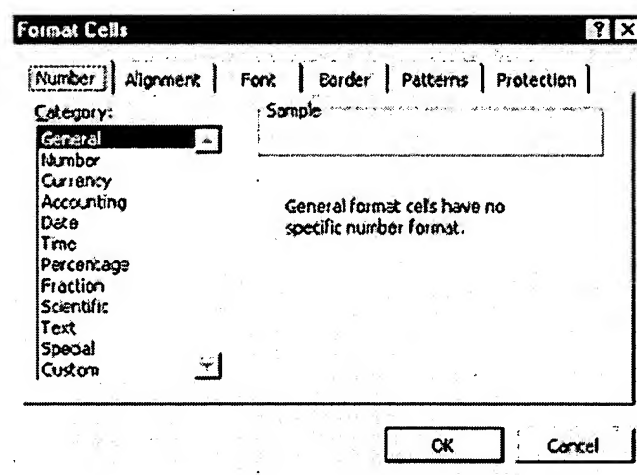 Format Cells ? X
Number Alignment Font Border Patterns Protection
Category:
General
Number
Currency
Accounting
Date
Time
Percentage
Fraction
Scientific
Text
Special
Custom
Sample
General format cells have no
specific number format.
OK Cancel